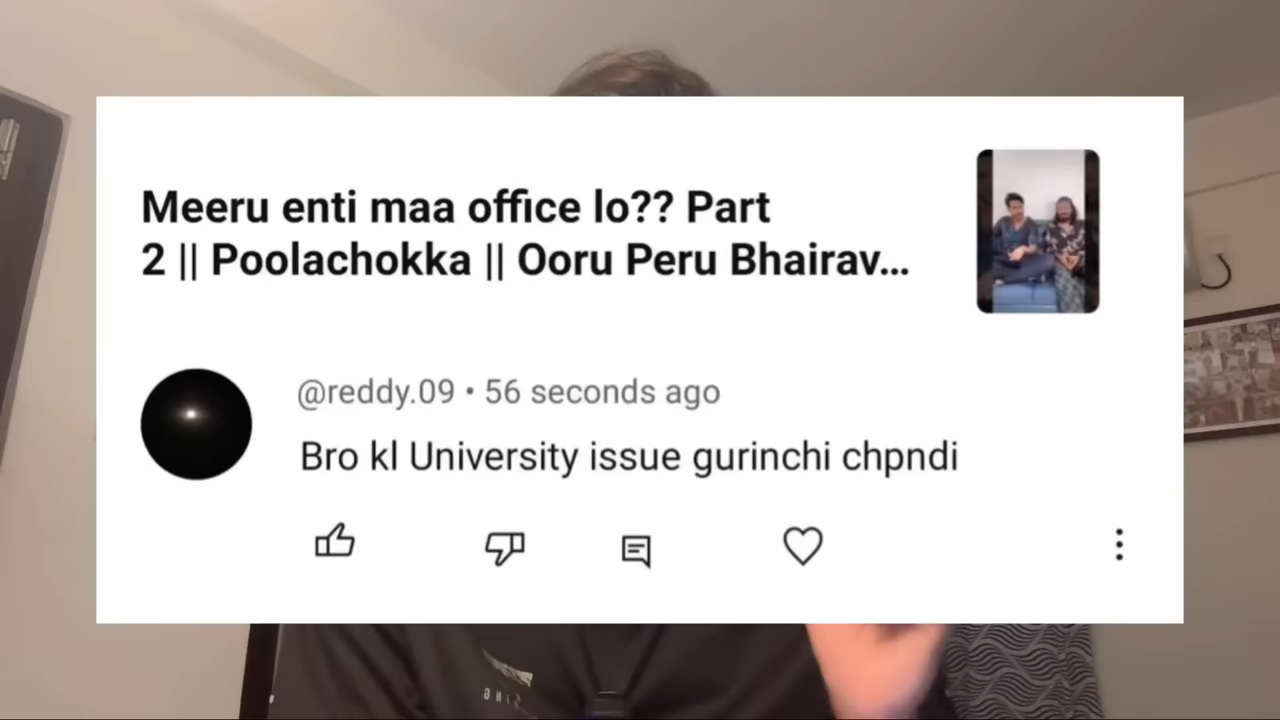 Meeru enti maa office lo?? Part
2 || Poolachokka || Ooru Peru Bhairav...
@reddy.09 • 56 seconds ago
Bro kl University issue gurinchi chpndi